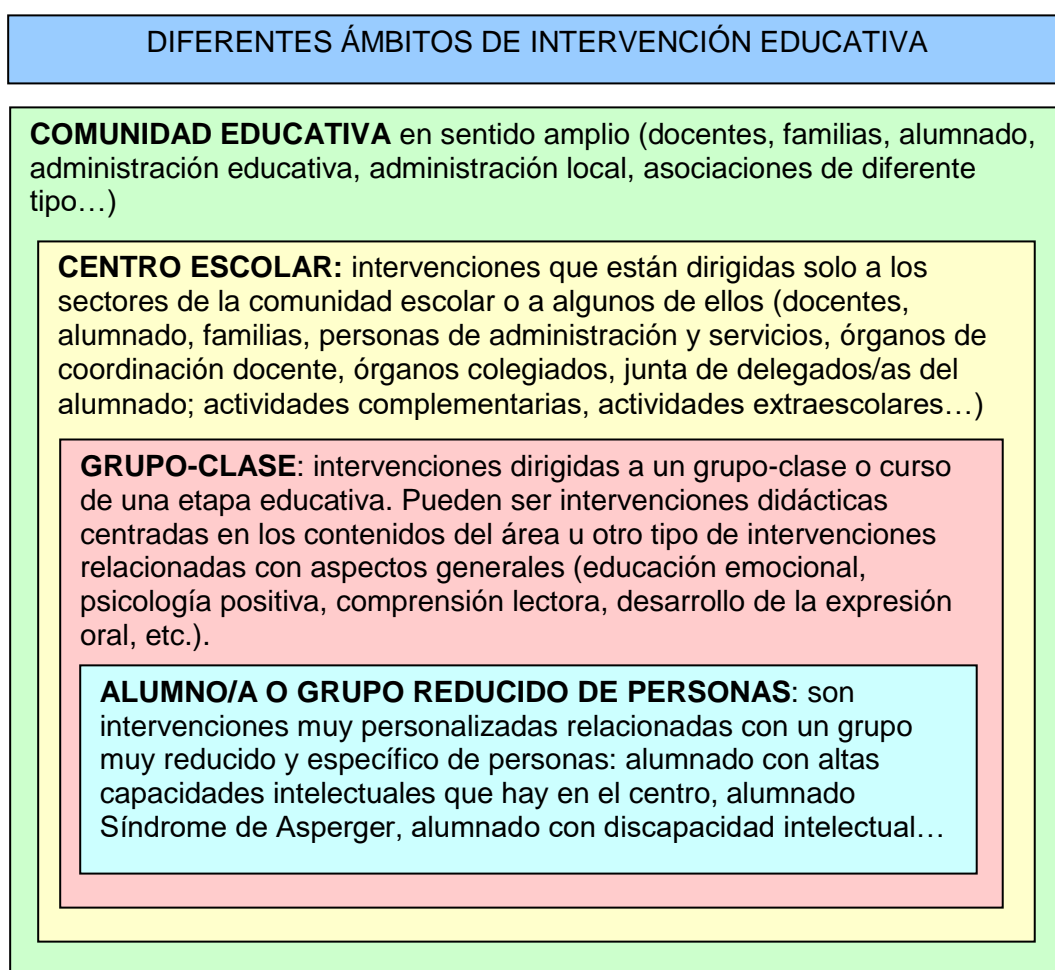 DIFERENTES ÁMBITOS DE INTERVENCIÓN EDUCATIVA
COMUNIDAD EDUCATIVA en sentido amplio (docentes, familias, alumnado,
administración educativa, administración local, asociaciones de diferente
tipo…)
CENTRO ESCOLAR: intervenciones que están dirigidas solo a los
sectores de la comunidad escolar o a algunos de ellos (docentes,
alumnado, familias, personas de administración y servicios, órganos de
coordinación docente, órganos colegiados, junta de delegados/as del
alumnado; actividades complementarias, actividades extraescolares…)
GRUPO-CLASE: intervenciones dirigidas a un grupo-clase o curso
de una etapa educativa. Pueden ser intervenciones didácticas
centradas en los contenidos del área u otro tipo de intervenciones
relacionadas con aspectos generales (educación emocional,
psicología positiva, comprensión lectora, desarrollo de la expresión
oral, etc.).
ALUMNO/A O GRUPO REDUCIDO DE PERSONAS: son
intervenciones muy personalizadas relacionadas con un grupo
muy reducido y específico de personas: alumnado con altas
capacidades intelectuales que hay en el centro, alumnado
Síndrome de Asperger, alumnado con discapacidad intelectual…